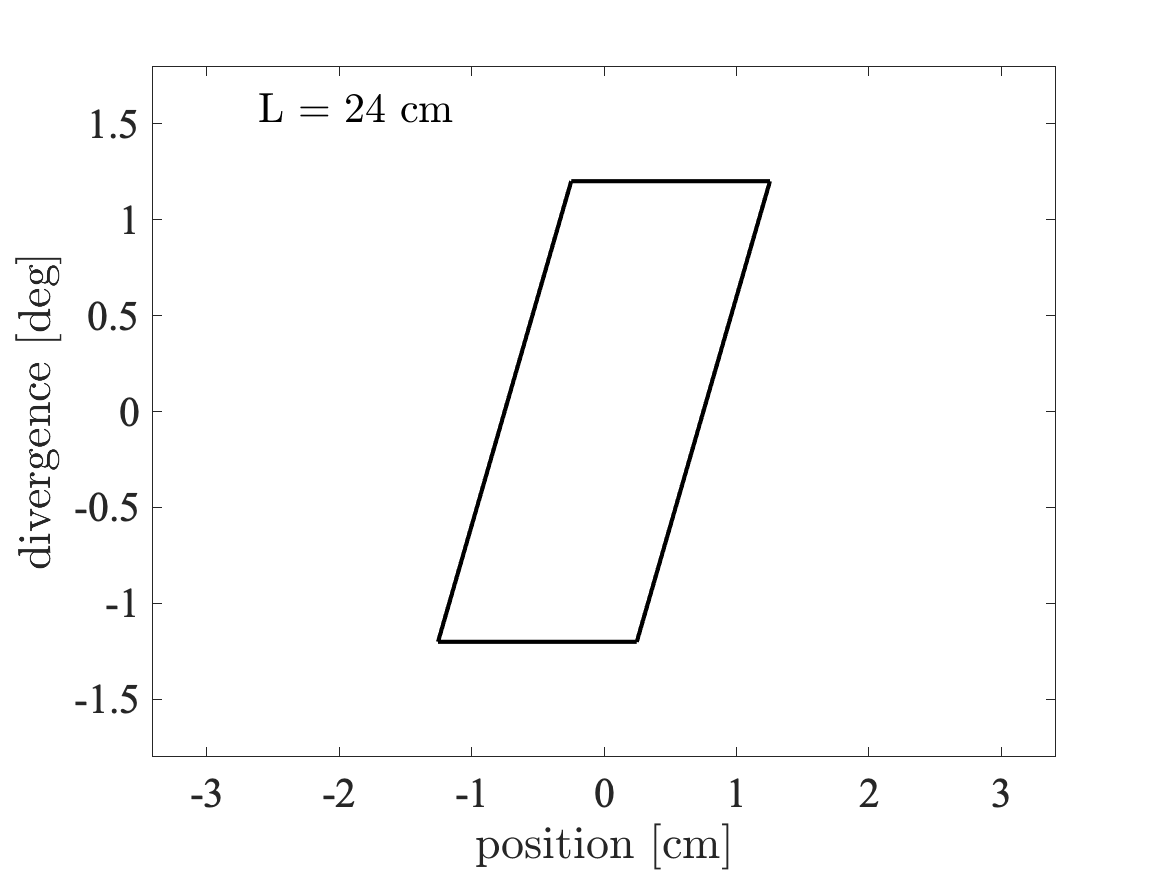 L = 24 cm
1.5
1
0.5
0
-0.5
-1
-1.5
divergence [deg]
-3 -2 -1 0 1 2 3
position [cm]